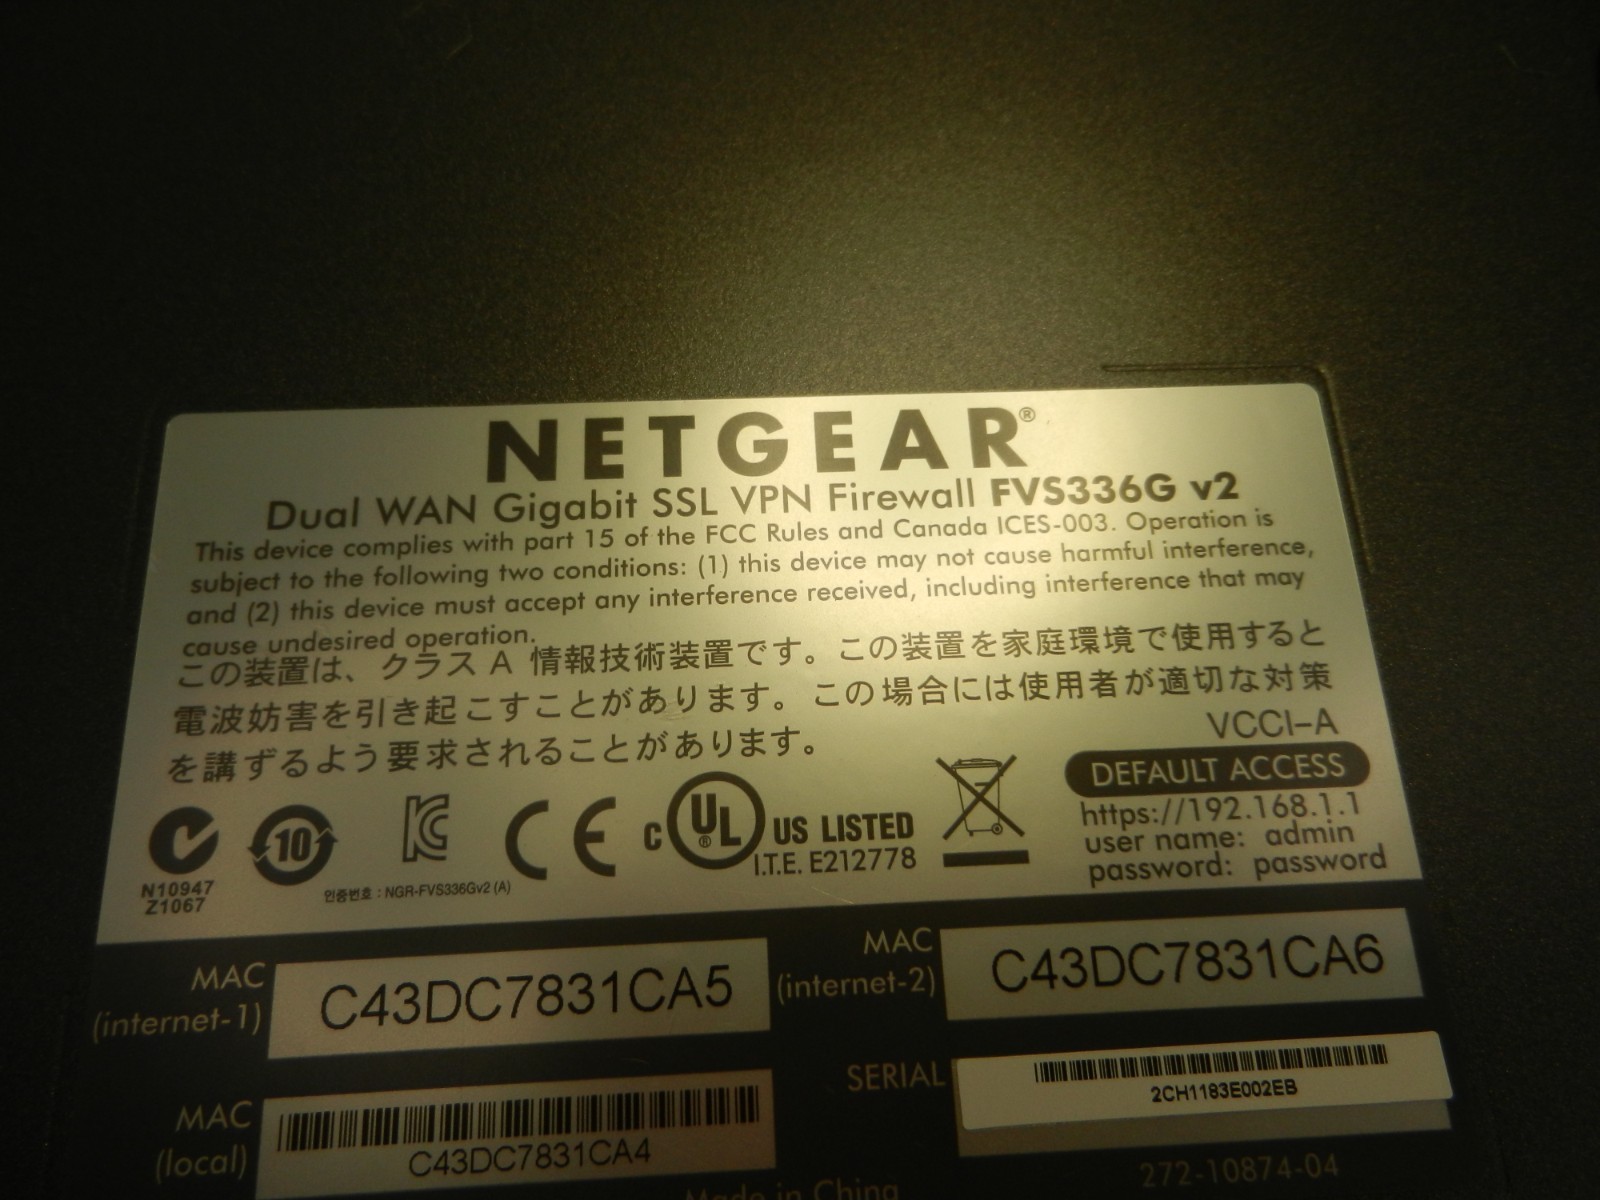 NETGEAR®
Dual WAN Gigabit SSL VPN Firewall FVS336G v2
This device complies with part 15 of the FCC Rules and Canada ICES-003. Operation is
subject to the following two conditions: (1) this device may not cause harmful interference,
and (2) this device must accept any interference received, including interference that may
cause undesired operation.
この装置は、クラス A 情報技術装置です。この装置を家庭環境で使用すると
電波妨害を引き起こすことがあります。この場合には使用者が適切な対策
を講ずるよう要求されることがあります。
VCCI-A
DEFAULT ACCESS
https://192.168.1.1
user name: admin
password: password
N10947
Z1067
10
KC
인증번호 : NGR-FVS336Gv2 (A)
CE
c UL® US LISTED
I.T.E. E212778
MAC
(internet-1)
C43DC7831CA5
MAC
(internet-2)
C43DC7831CA6
MAC
(local)
C43DC7831CA4
SERIAL
2CH1183E002EB
272-10874-04
Made in China